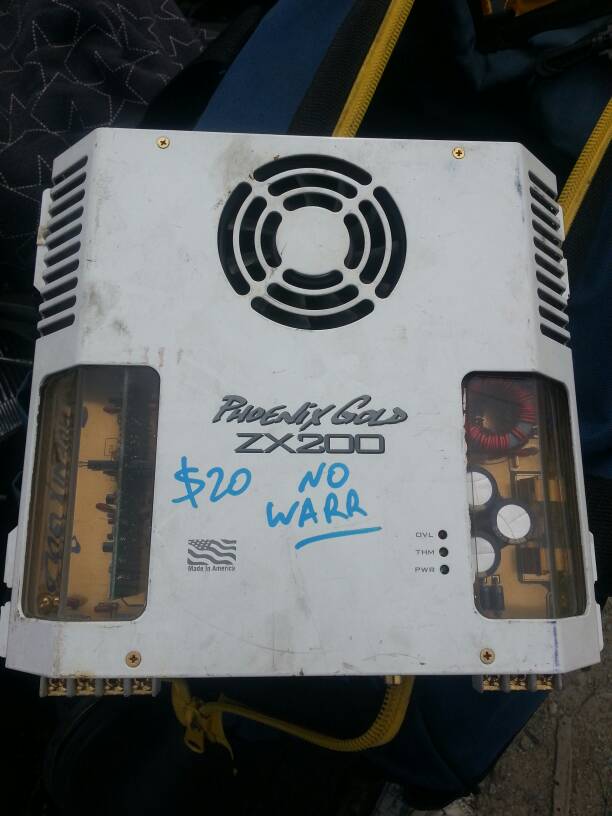 PHOENIX GOLD
ZX200
$20 NO
WARR
OVL
THM
PWR
Made in America